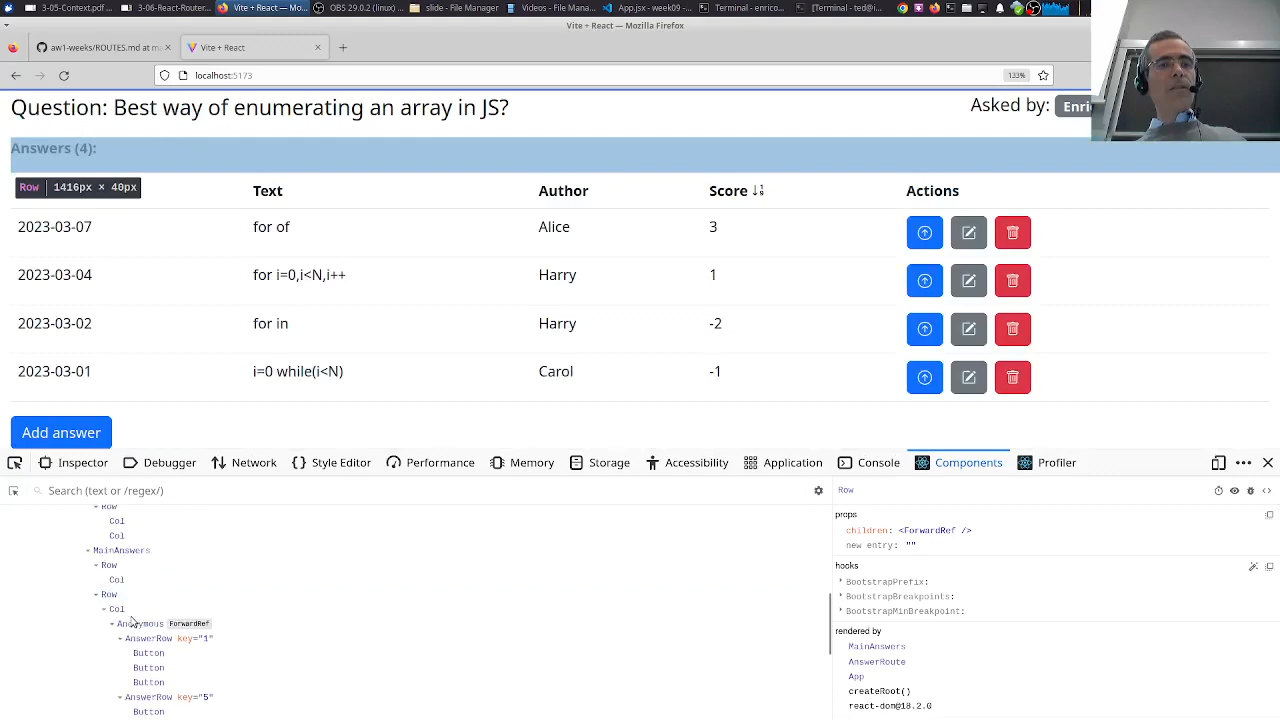 3-05-Context.pdf ...
3-06-React-Router...
Vite + React — Mo...
OBS 29.0.2 (linux) ...
slide - File Manager
Videos - File Mana...
App.jsx - week09 - ...
Terminal - enrico...
[Terminal - ted@i...
Vite + React — Mozilla Firefox
aw1-weeks/ROUTES.md at ma
Vite + React
localhost:5173
133%
Question: Best way of enumerating an array in JS?
Asked by: Enri
Answers (4):
Row 1416px × 40px
Text Author Score Actions
2023-03-07 for of Alice 3
2023-03-04 for i=0,i<N,i++ Harry 1
2023-03-02 for in Harry -2
2023-03-01 i=0 while(i<N) Carol -1
Add answer
Inspector Debugger Network Style Editor Performance Memory Storage Accessibility Application Console Components Profiler
Search (text or /regex/)
Row
Col
Col
MainAnswers
Row
Col
Row
Col
Anonymous ForwardRef
AnswerRow key="1"
Button
Button
Button
AnswerRow key="5"
Button
Row
props
children: <ForwardRef />
new entry: ""
hooks
BootstrapPrefix:
BootstrapBreakpoints:
BootstrapMinBreakpoint:
rendered by
MainAnswers
AnswerRoute
App
createRoot()
react-dom@18.2.0